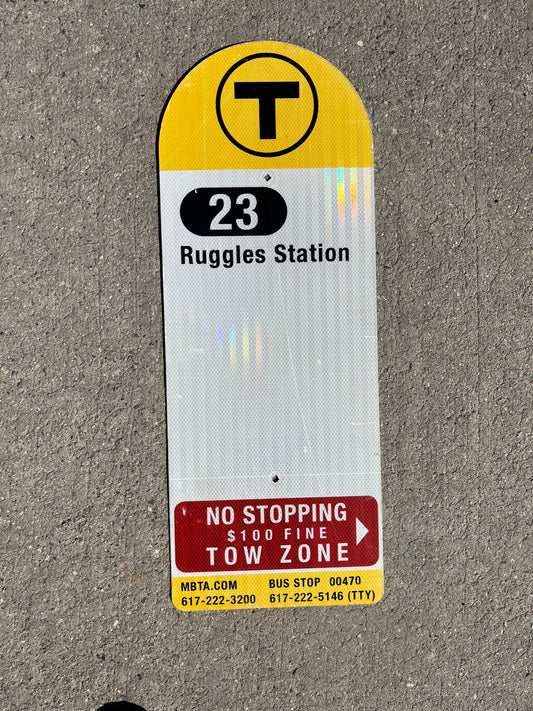 T
23
Ruggles Station
NO STOPPING
$100 FINE
TOW ZONE
MBTA.COM BUS STOP 00470
617-222-3200 617-222-5146 (TTY)